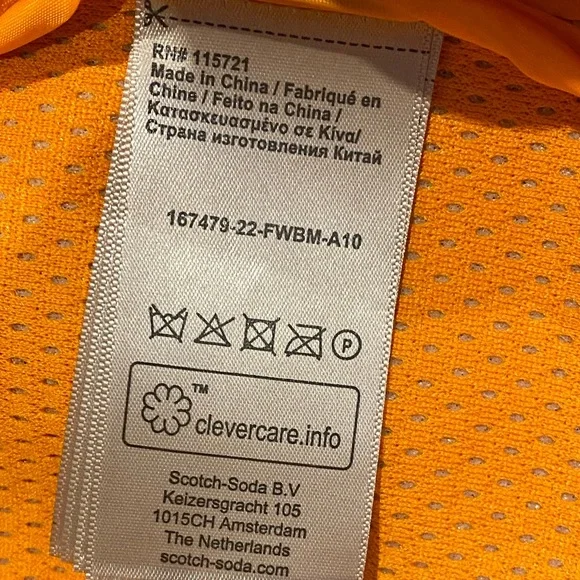 RN# 115721
Made in China / Fabriqué en
Chine / Feito na China /
Κατασκευασμένο σε Κίνα/
Страна изготовления Китай
167479-22-FWBM-A10
P
TM
clevercare.info
Scotch-Soda B.V
Keizersgracht 105
1015CH Amsterdam
The Netherlands
scotch-soda.com